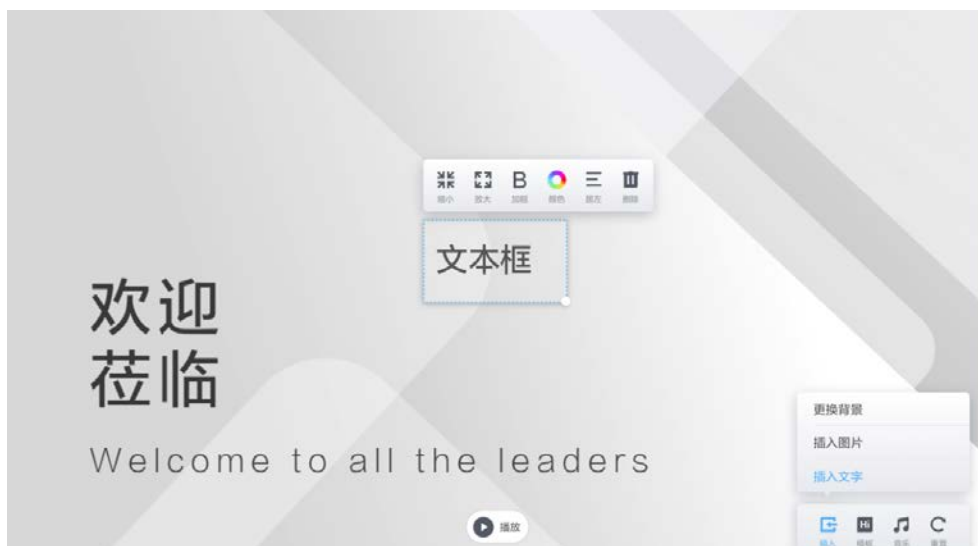 缩小 放大 加粗 颜色 居左 删除
文本框
欢迎
莅临
Welcome to all the leaders
更换背景
插入图片
插入文字
播放
插入 模板 音乐 重置